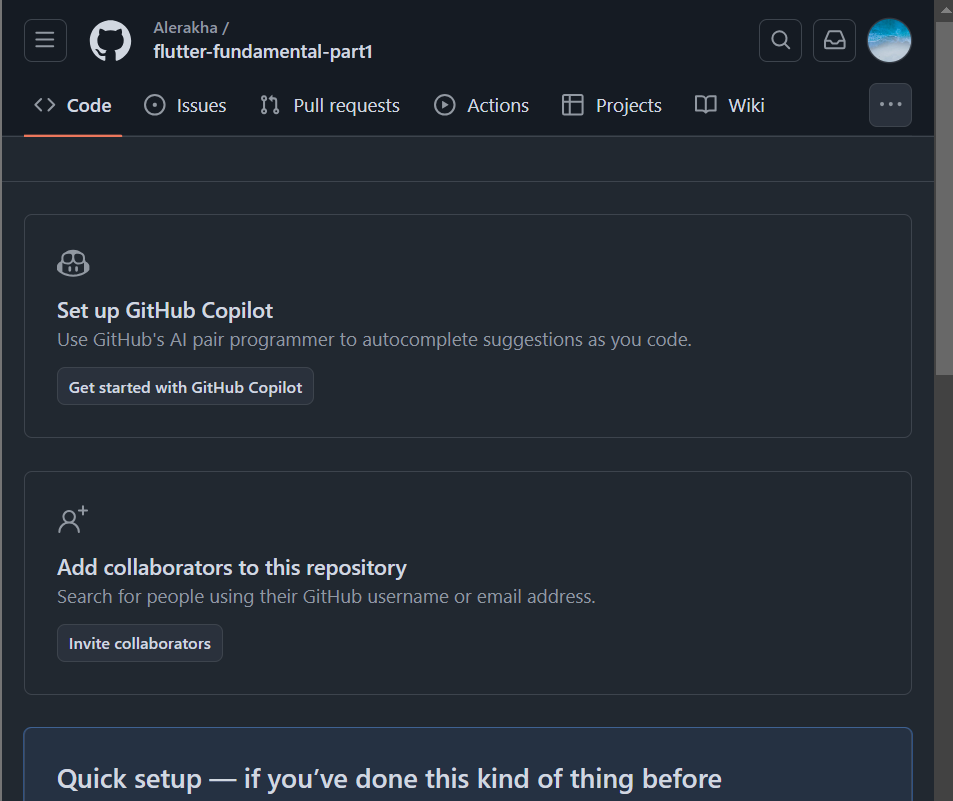 Alerakha /
flutter-fundamental-part1
Code Issues Pull requests Actions Projects Wiki
Set up GitHub Copilot
Use GitHub's AI pair programmer to autocomplete suggestions as you code.
Get started with GitHub Copilot
Add collaborators to this repository
Search for people using their GitHub username or email address.
Invite collaborators
Quick setup — if you’ve done this kind of thing before